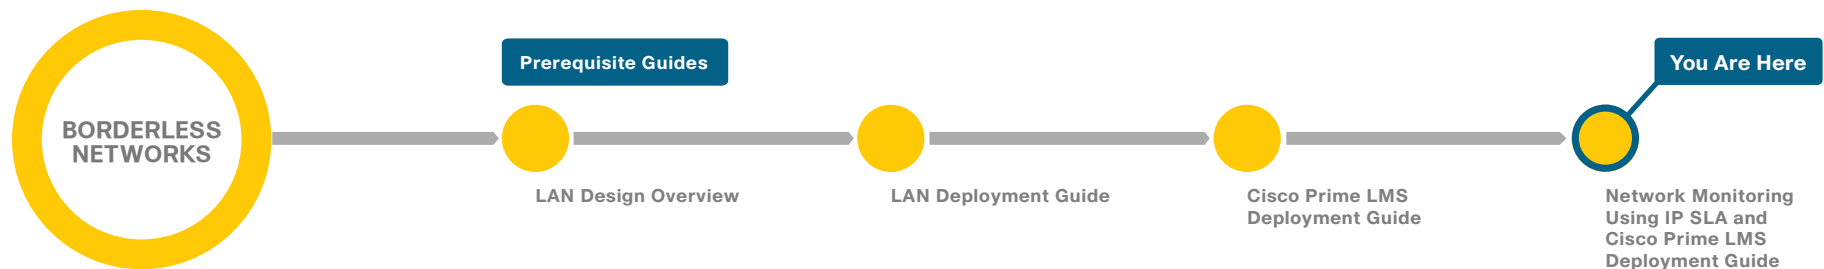 BORDERLESS
NETWORKS
Prerequisite Guides
You Are Here
LAN Design Overview
LAN Deployment Guide
Cisco Prime LMS
Deployment Guide
Network Monitoring
Using IP SLA and
Cisco Prime LMS
Deployment Guide